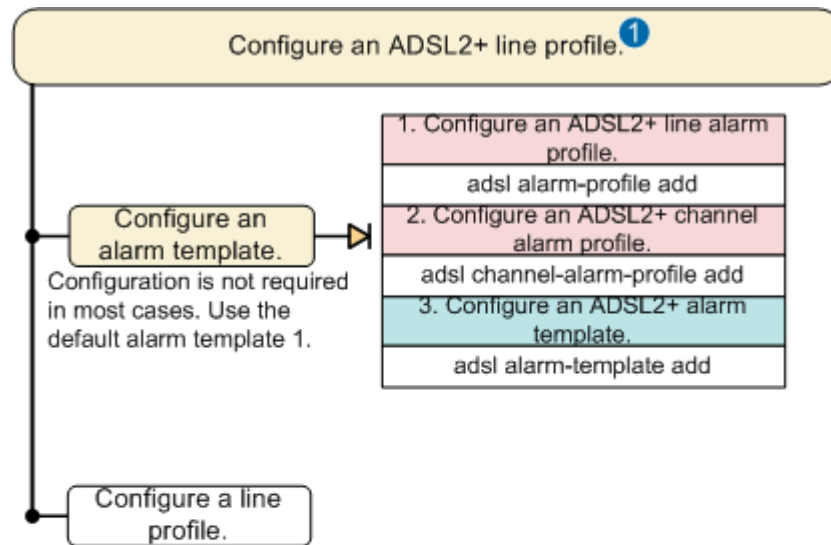 Configure an ADSL2+ line profile. 1
Configure an
alarm template.
Configuration is not required
in most cases. Use the
default alarm template 1.
1. Configure an ADSL2+ line alarm
profile.
adsl alarm-profile add
2. Configure an ADSL2+ channel
alarm profile.
adsl channel-alarm-profile add
3. Configure an ADSL2+ alarm
template.
adsl alarm-template add
Configure a line
profile.